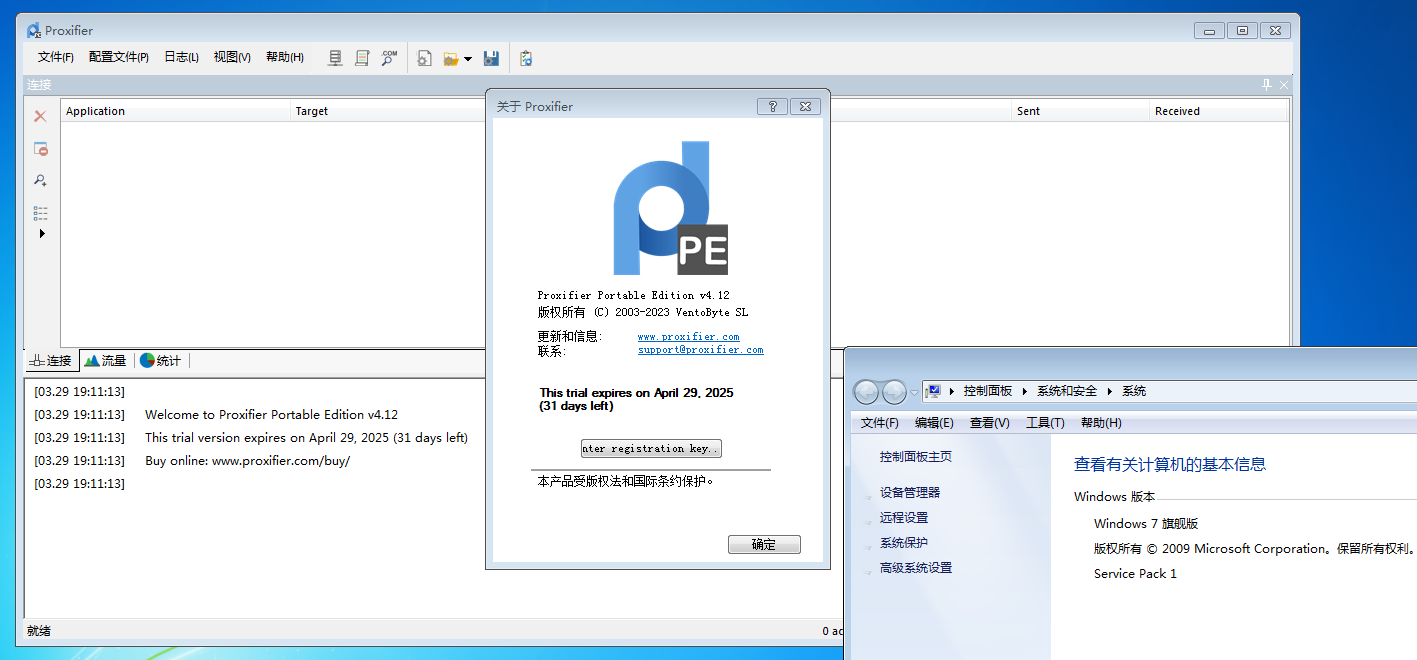 Proxifier
文件(F) 配置文件(P) 日志(L) 视图(V) 帮助(H) .COM
连接
Application Target Sent Received
关于 Proxifier
PE
Proxifier Portable Edition v4.12
版权所有 (C) 2003-2023 VentoByte SL
更新和信息: www.proxifier.com
联系: support@proxifier.com
This trial expires on April 29, 2025
(31 days left)
nter registration key..
本产品受版权法和国际条约保护。
确定
连接 流量 统计
[03.29 19:11:13]
[03.29 19:11:13] Welcome to Proxifier Portable Edition v4.12
[03.29 19:11:13] This trial version expires on April 29, 2025 (31 days left)
[03.29 19:11:13] Buy online: www.proxifier.com/buy/
[03.29 19:11:13]
就绪 0 ac
控制面板 系统和安全 系统
文件(F) 编辑(E) 查看(V) 工具(T) 帮助(H)
控制面板主页
设备管理器
远程设置
系统保护
高级系统设置
查看有关计算机的基本信息
Windows 版本
Windows 7 旗舰版
版权所有 © 2009 Microsoft Corporation。保留所有权利。
Service Pack 1